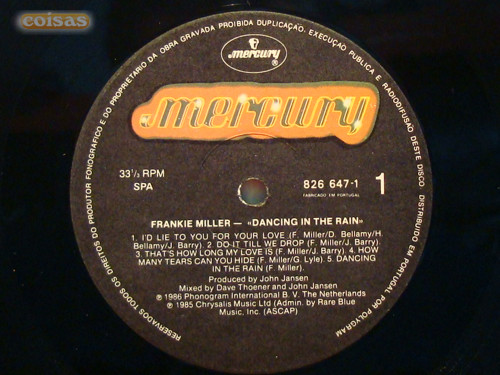 coisas
RESERVADOS TODOS OS DIREITOS DO PRODUTOR FONOGRAFICO E DO PROPRIETARIO DA OBRA GRAVADA PROIBIDA DUPLICAÇÃO, EXECUÇÃO PUBLICA E RADIODIFUSÃO DESTE DISCO. DISTRIBUIDO EM PORTUGAL POR POLYGRAM
mercury
®
mercury
33⅓ RPM
SPA
826 647-1
FABRICADO EM PORTUGAL
1
FRANKIE MILLER — «DANCING IN THE RAIN»
1. I'D LIE TO YOU FOR YOUR LOVE (F. Miller/D. Bellamy/H.
Bellamy/J. Barry) 2. DO IT TILL WE DROP (F. Miller/J. Barry)
3. THAT'S HOW LONG MY LOVE IS (F. Miller/J. Barry) 4. HOW
MANY TEARS CAN YOU HIDE (F. Miller/G. Lyle) 5. DANCING
IN THE RAIN (F. Miller).
Produced by John Jansen
Mixed by Dave Thoener and John Jansen
℗ 1986 Phonogram International B. V. The Netherlands
℗ 1985 Chrysalis Music Ltd (Admin. by Rare Blue
Music, Inc. (ASCAP)